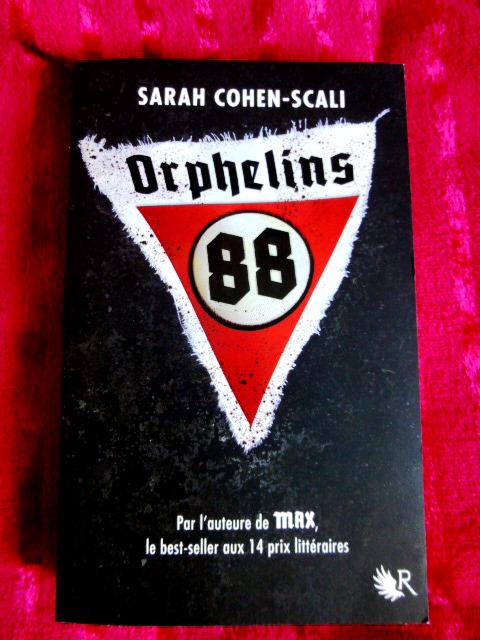 SARAH COHEN-SCALI
Orphelins
88
Par l'auteure de MAX,
le best-seller aux 14 prix littéraires
R